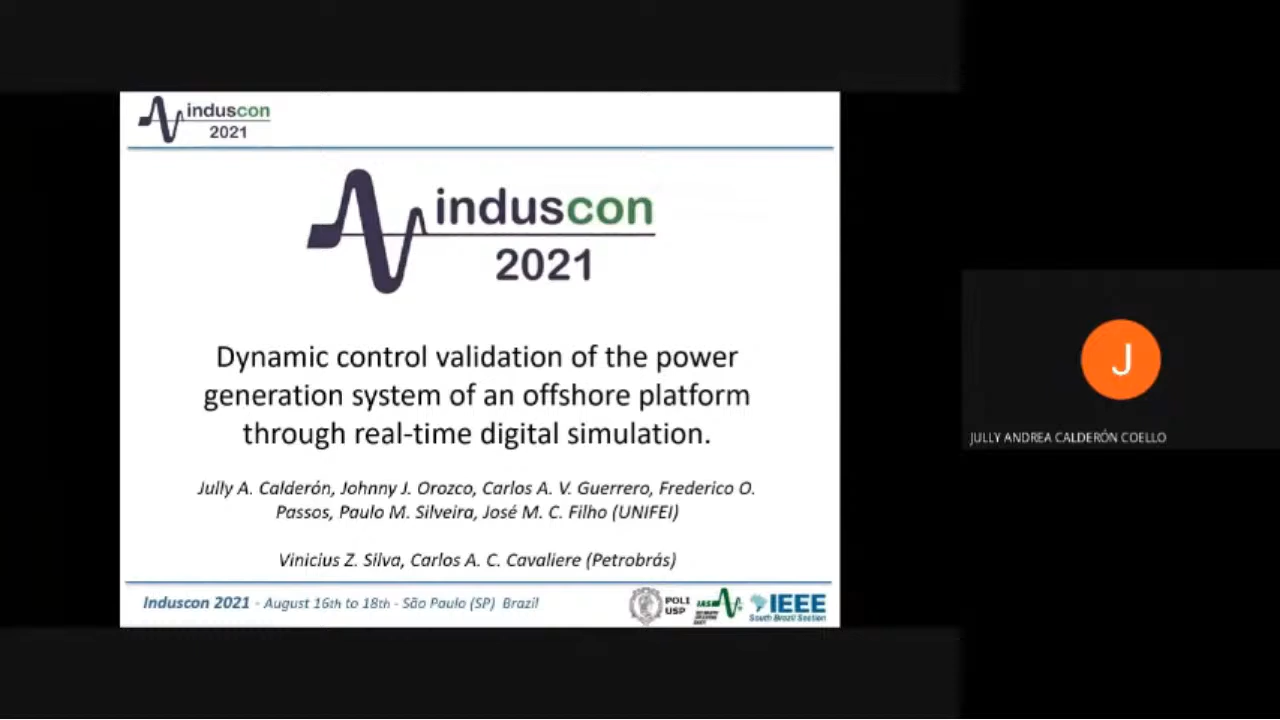 induscon
2021
induscon
2021
Dynamic control validation of the power
generation system of an offshore platform
through real-time digital simulation.
Jully A. Calderón, Johnny J. Orozco, Carlos A. V. Guerrero, Frederico O.
Passos, Paulo M. Silveira, José M. C. Filho (UNIFEI)
Vinicius Z. Silva, Carlos A. C. Cavaliere (Petrobrás)
Induscon 2021 - August 16th to 18th - São Paulo (SP) Brazil
POLI
USP
IAS
IEEE
South Brazil Section
J
JULLY ANDREA CALDERÓN COELLO